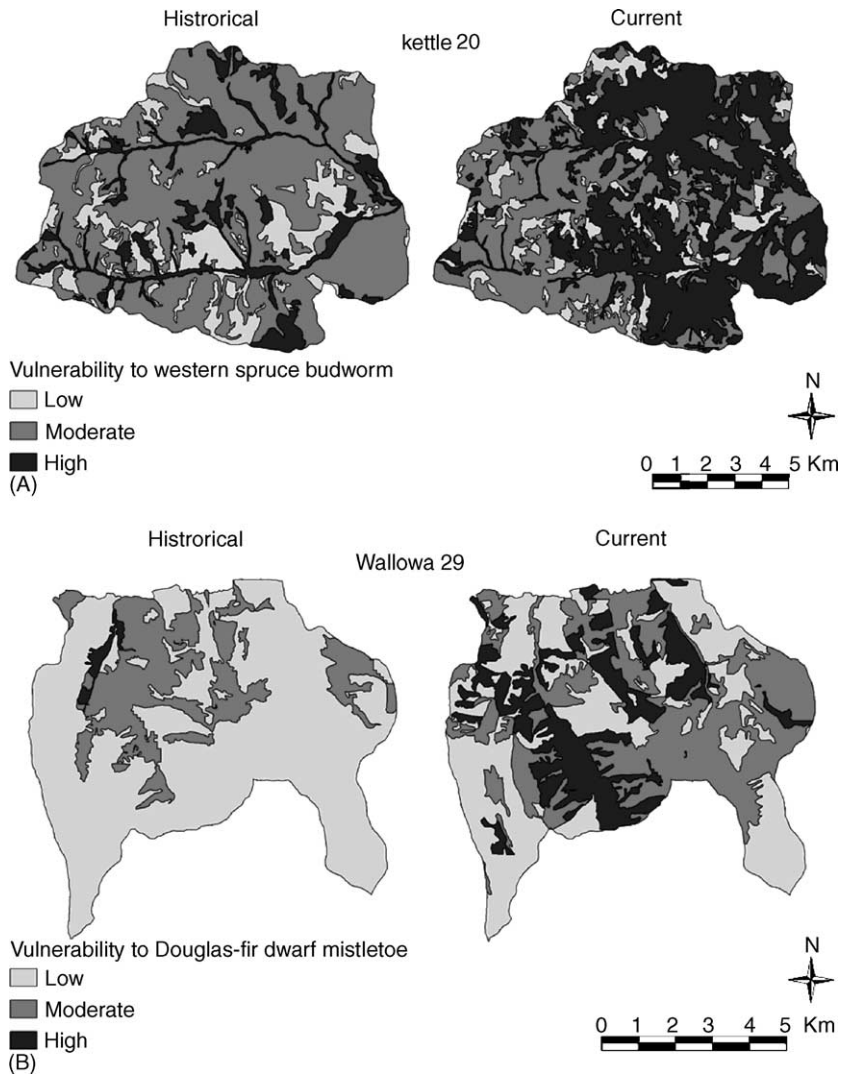 Histrorical Current
kettle 20
Vulnerability to western spruce budworm
Low
Moderate
High
(A)
N
0 1 2 3 4 5 Km
Histrorical Current
Wallowa 29
Vulnerability to Douglas-fir dwarf mistletoe
Low
Moderate
High
(B)
N
0 1 2 3 4 5
Km